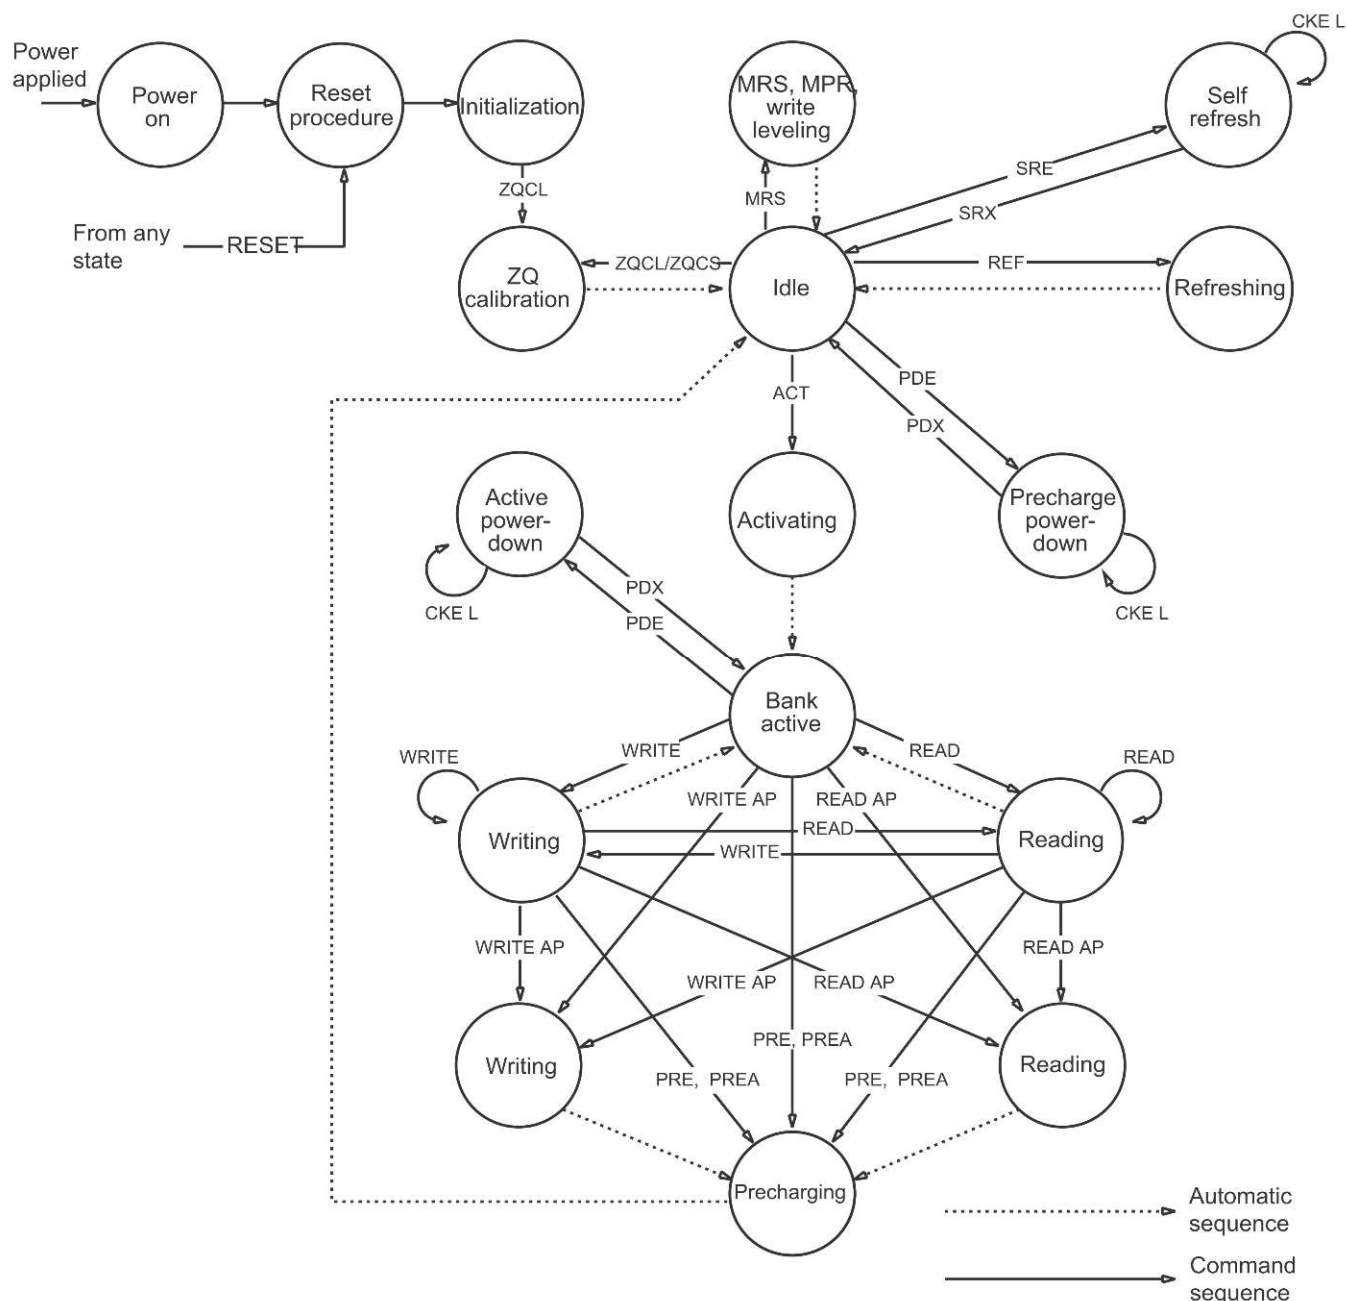 CKE L
Power
applied
Power
on
Reset
procedure
Initialization
MRS, MPR,
write
leveling
Self
refresh
ZQCL
MRS
SRE
SRX
From any
state
RESET
ZQ
calibration
ZQCL/ZQCS
Idle
REF
Refreshing
ACT
PDE
PDX
Active
power-
down
Activating
Precharge
power-
down
CKE L
PDX
PDE
CKE L
Bank
active
WRITE
WRITE
READ
READ
WRITE AP
READ AP
Writing
READ
WRITE
Reading
WRITE AP
READ AP
WRITE AP
READ AP
PRE, PREA
Writing
Reading
PRE, PREA
PRE, PREA
Precharging
Automatic
sequence
Command
sequence